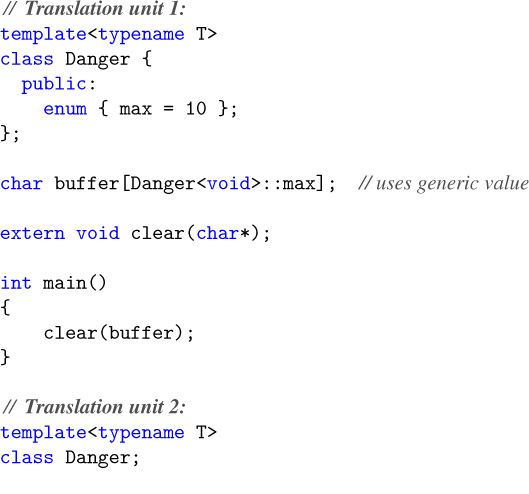 // Translation unit 1:
template<typename T>
class Danger {
  public:
    enum { max = 10 };
};
char buffer[Danger<void>::max];  // uses generic value
extern void clear(char*);
int main()
{
    clear(buffer);
}
// Translation unit 2:
template<typename T>
class Danger;